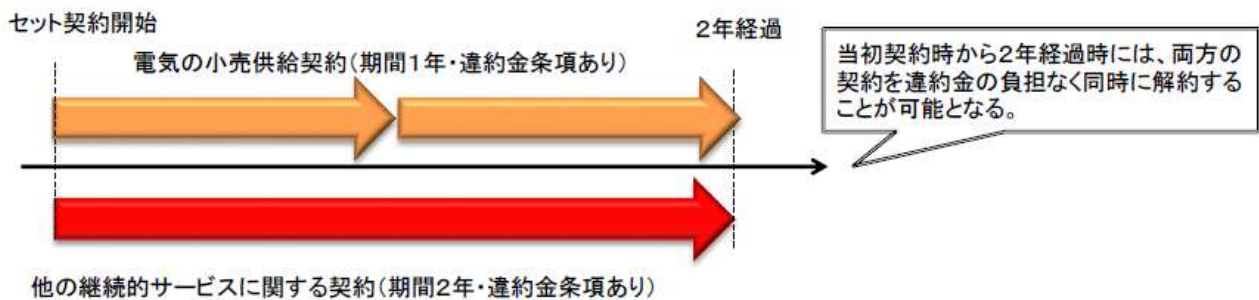 セット契約開始
2年経過
電気の小売供給契約(期間1年・違約金条項あり)
当初契約時から2年経過時には、両方の
契約を違約金の負担なく同時に解約する
ことが可能となる。
他の継続的サービスに関する契約(期間2年・違約金条項あり)